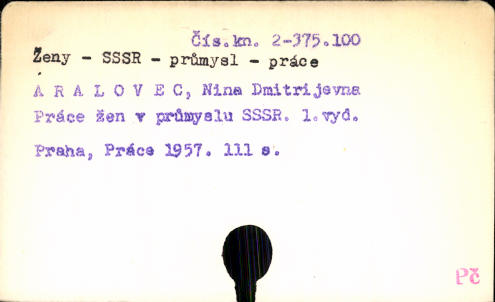 Čís.kn. 2-375.100
Ženy - SSSR - průmysl - práce
A R A L O V E C, Nina Dmitrijevna
Práce žen v průmyslu SSSR. 1.vyd.
Praha, Práce 1957. 111 s.
Pč